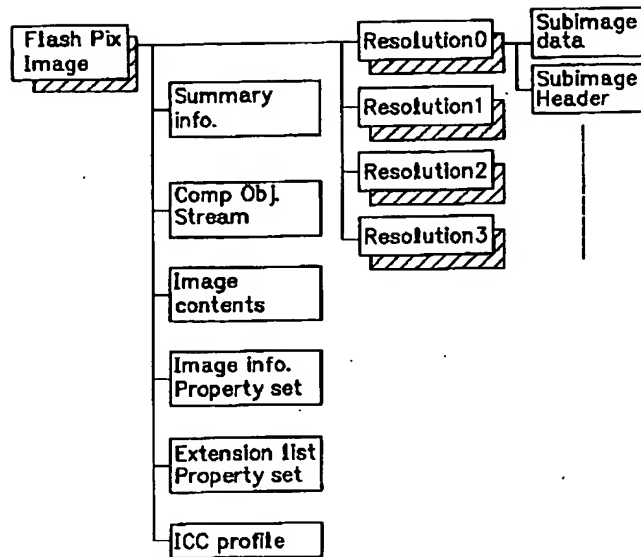 Flash Pix
Image
Resolution0
Subimage
data
Subimage
Header
Summary
info.
Resolution1
Resolution2
Comp Obj.
Stream
Resolution3
Image
contents
Image info.
Property set
Extension list
Property set
ICC profile